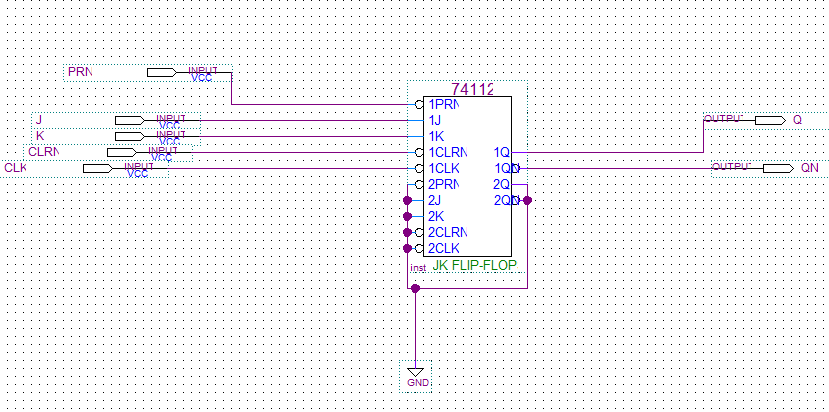 74112
PRN INPUT VCC
1PRN
J INPUT VCC 1J
K INPUT VCC 1K
CLRN INPUT VCC 1CLRN 1Q OUTPUT Q
CLK INPUT VCC 1CLK 1QN OUTPUT QN
2PRN 2Q
2J 2QN
2K
2CLRN
2CLK
inst JK FLIP-FLOP
GND